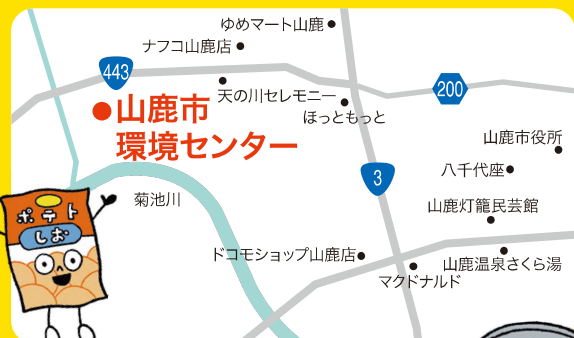 ゆめマート山鹿
ナフコ山鹿店
443
天の川セレモニー
200
ほっともっと
山鹿市
環境センター
山鹿市役所
八千代座
3
菊池川
山鹿灯籠民芸館
ポテト
しお
ドコモショップ山鹿店
山鹿温泉さくら湯
マクドナルド